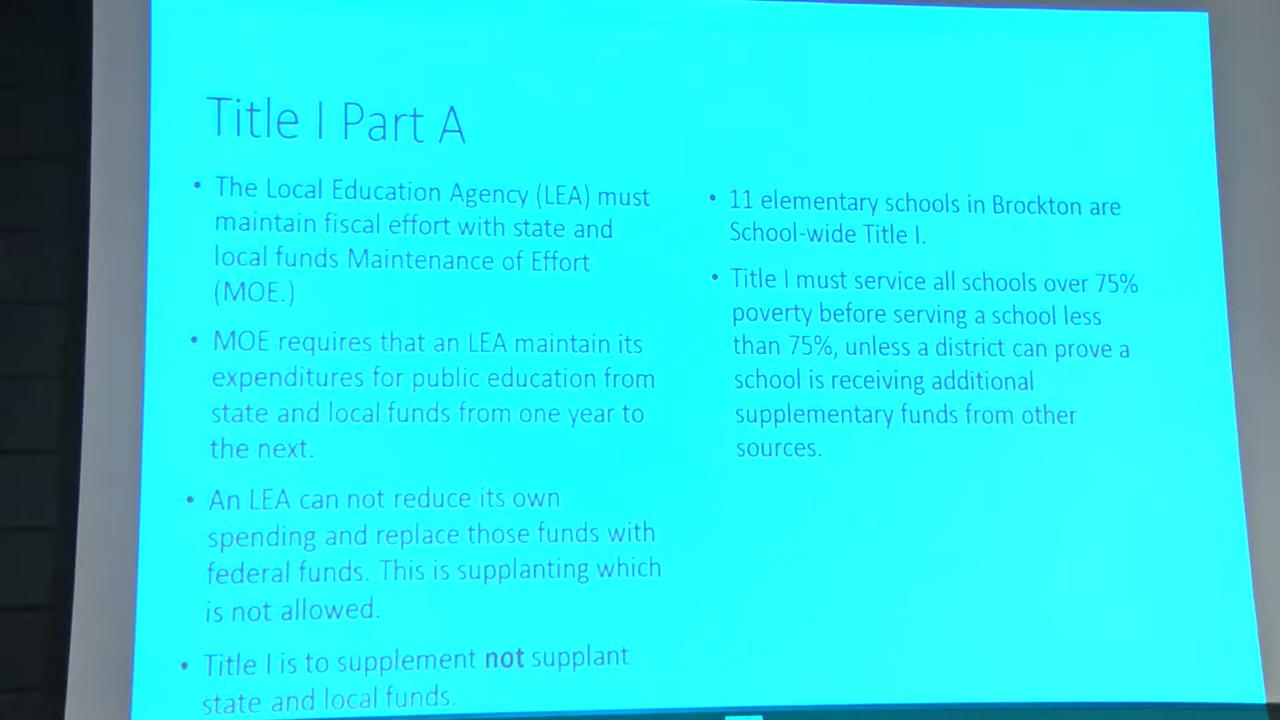 Title I Part A
• The Local Education Agency (LEA) must
maintain fiscal effort with state and
local funds Maintenance of Effort
(MOE.)
• MOE requires that an LEA maintain its
expenditures for public education from
state and local funds from one year to
the next.
• An LEA can not reduce its own
spending and replace those funds with
federal funds. This is supplanting which
is not allowed.
• Title I is to supplement not supplant
state and local funds.
• 11 elementary schools in Brockton are
School-wide Title I.
• Title I must service all schools over 75%
poverty before serving a school less
than 75%, unless a district can prove a
school is receiving additional
supplementary funds from other
sources.